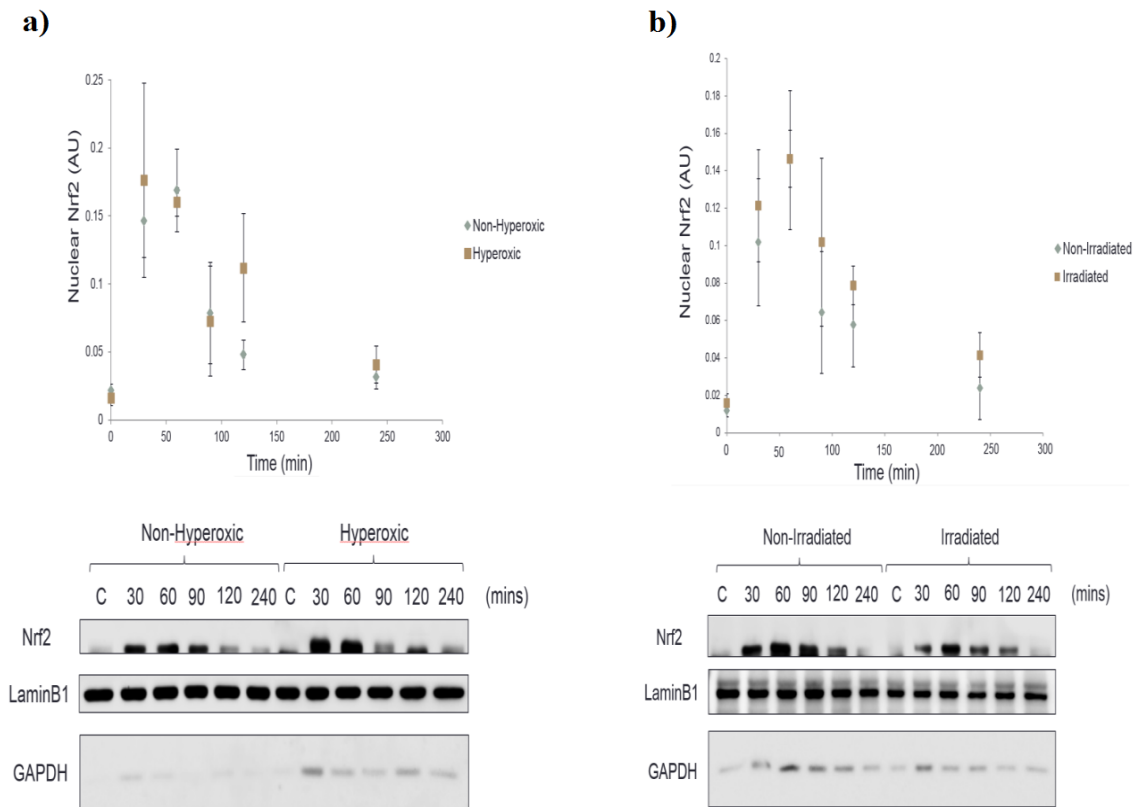 a)
0.25
0.2
0.15
0.1
0.05
0
0 50 100 150 200 250 300
Nuclear Nrf2 (AU)
Time (min)
Non-Hyperoxic
Hyperoxic
Non-Hyperoxic Hyperoxic
C 30 60 90 120 240 C 30 60 90 120 240 (mins)
Nrf2
LaminB1
GAPDH
b)
0.2
0.18
0.16
0.14
0.12
0.1
0.08
0.06
0.04
0.02
0
0 50 100 150 200 250 300
Nuclear Nrf2 (AU)
Time (min)
Non-Irradiated
Irradiated
Non-Irradiated Irradiated
C 30 60 90 120 240 C 30 60 90 120 240 (mins)
Nrf2
LaminB1
GAPDH